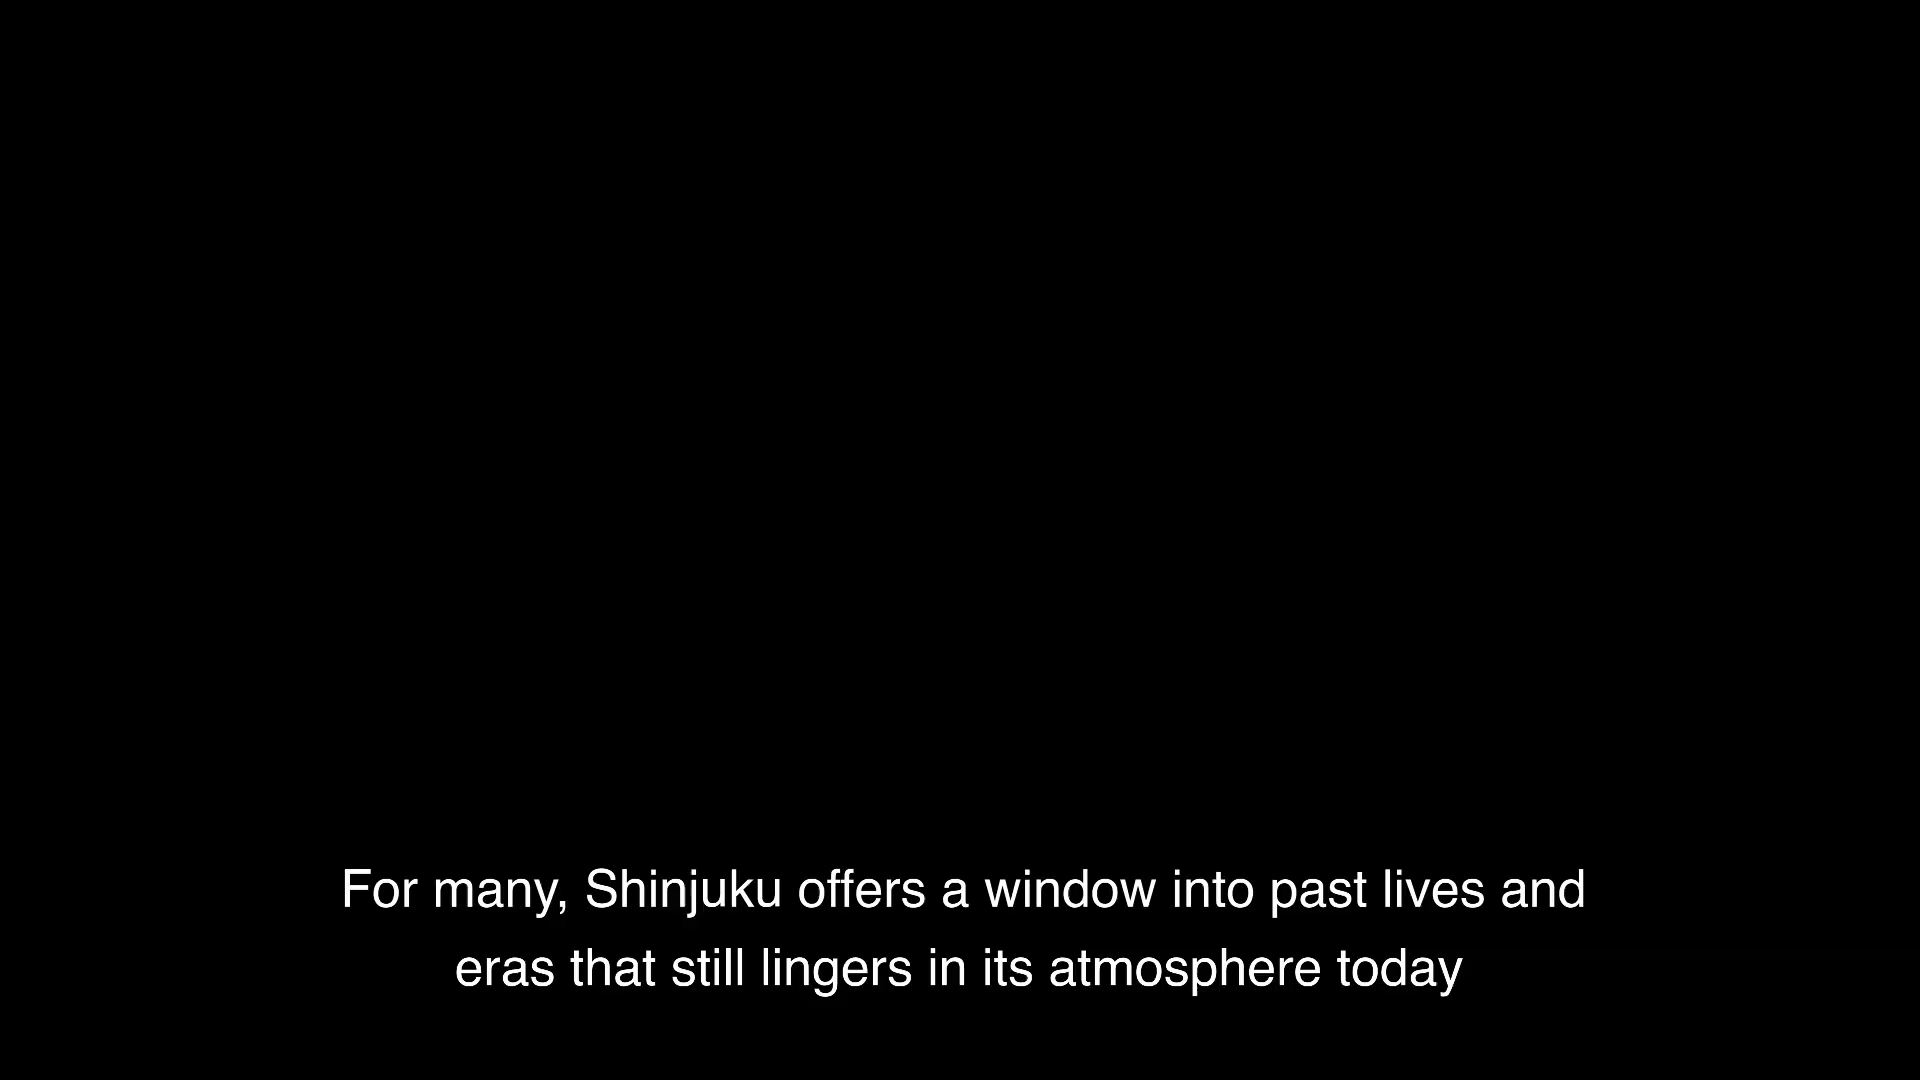 For many, Shinjuku offers a window into past lives and
eras that still lingers in its atmosphere today